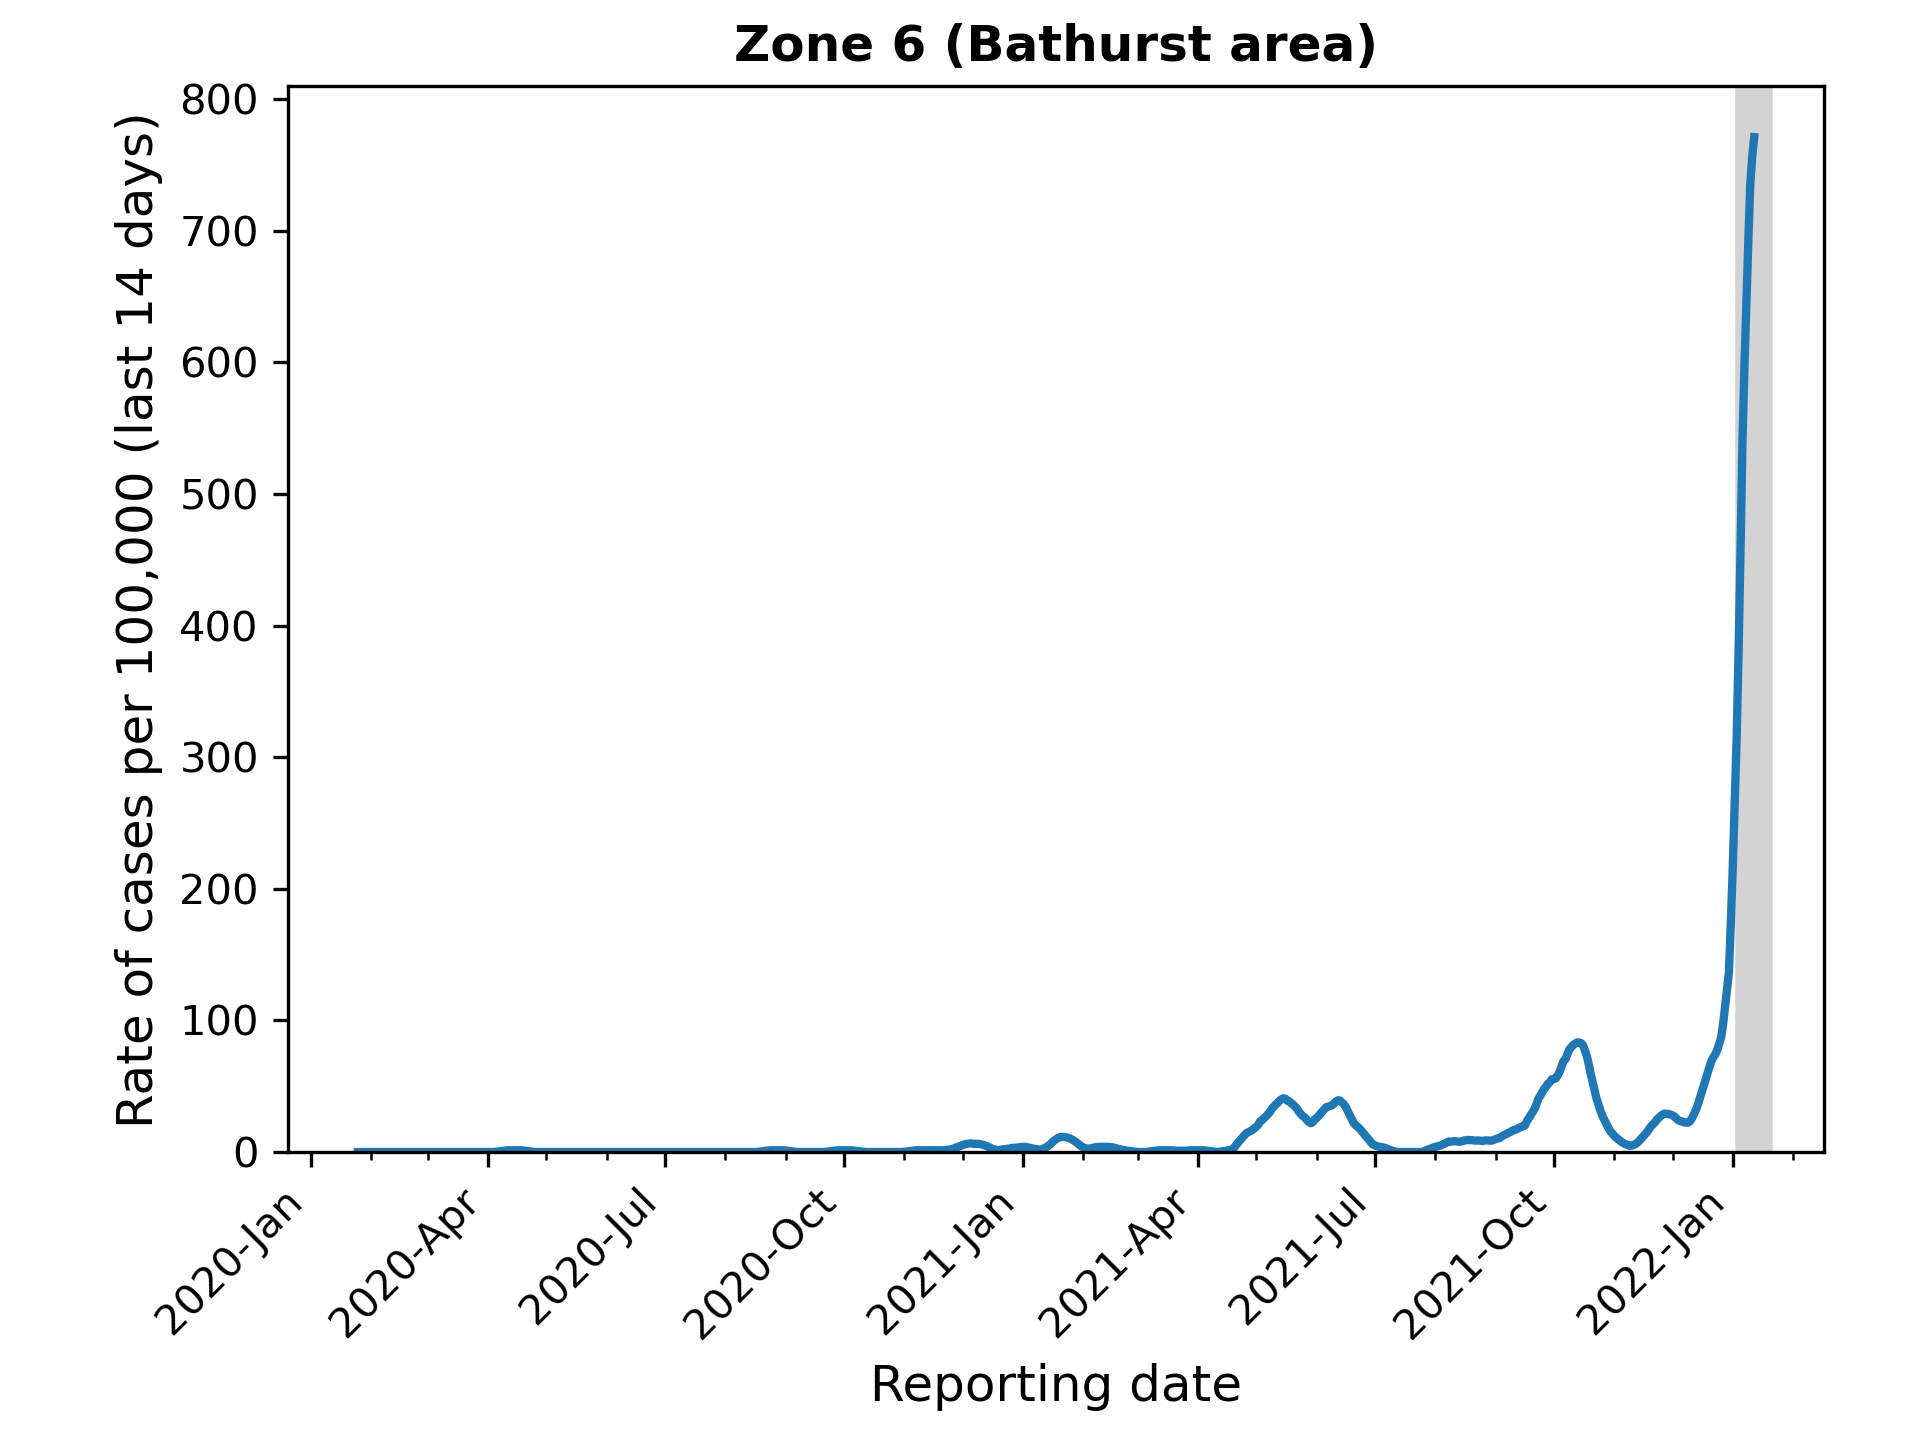 Zone 6 (Bathurst area)
Rate of cases per 100,000 (last 14 days)
800
700
600
500
400
300
200
100
0
2020-Jan
2020-Apr
2020-Jul
2020-Oct
2021-Jan
2021-Apr
2021-Jul
2021-Oct
2022-Jan
Reporting date